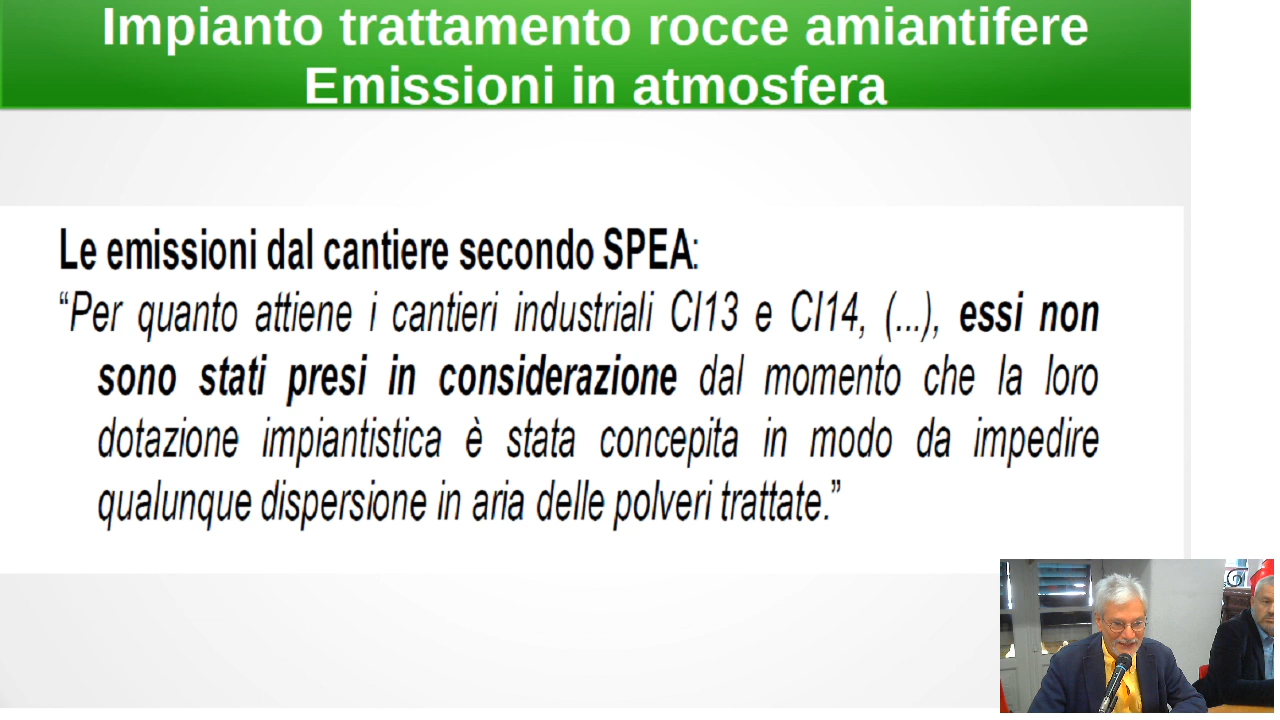 Impianto trattamento rocce amiantifere
Emissioni in atmosfera
Le emissioni dal cantiere secondo SPEA:
“Per quanto attiene i cantieri industriali CI13 e CI14, (...), essi non
sono stati presi in considerazione dal momento che la loro
dotazione impiantistica è stata concepita in modo da impedire
qualunque dispersione in aria delle polveri trattate.”